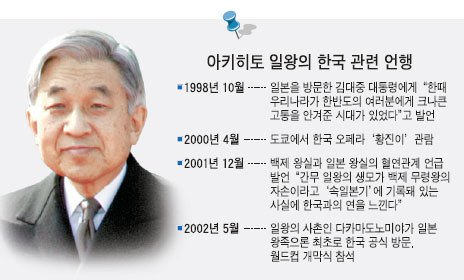 아키히토 일왕의 한국 관련 언행
1998년 10월 일본을 방문한 김대중 대통령에게 “한때
우리나라가 한반도의 여러분에게 크나큰
고통을 안겨준 시대가 있었다”고 발언
2000년 4월 도쿄에서 한국 오페라 ‘황진이’ 관람
2001년 12월 백제 왕실과 일본 왕실의 혈연관계 언급
발언 “간무 일왕의 생모가 백제 무령왕의
자손이라고 ‘속일본기’에 기록돼 있는
사실에 한국과의 연을 느낀다”
2002년 5월 일왕의 사촌인 다카마도노미야가 일본
왕족으론 최초로 한국 공식 방문,
월드컵 개막식 참석